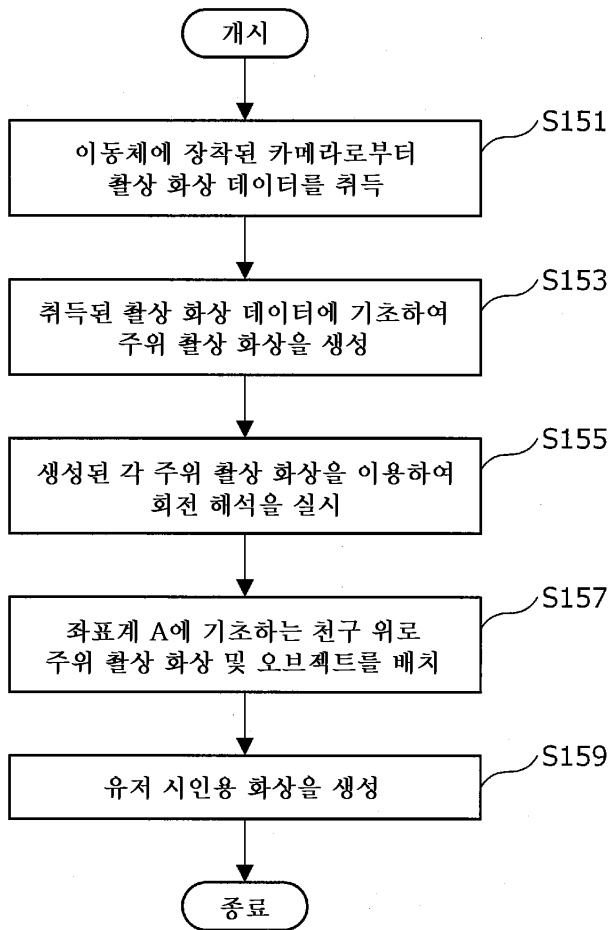 개시
S151
이동체에 장착된 카메라로부터
촬상 화상 데이터를 취득
S153
취득된 촬상 화상 데이터에 기초하여
주위 촬상 화상을 생성
S155
생성된 각 주위 촬상 화상을 이용하여
회전 해석을 실시
S157
좌표계 A에 기초하는 천구 위로
주위 촬상 화상 및 오브젝트를 배치
S159
유저 시인용 화상을 생성
종료